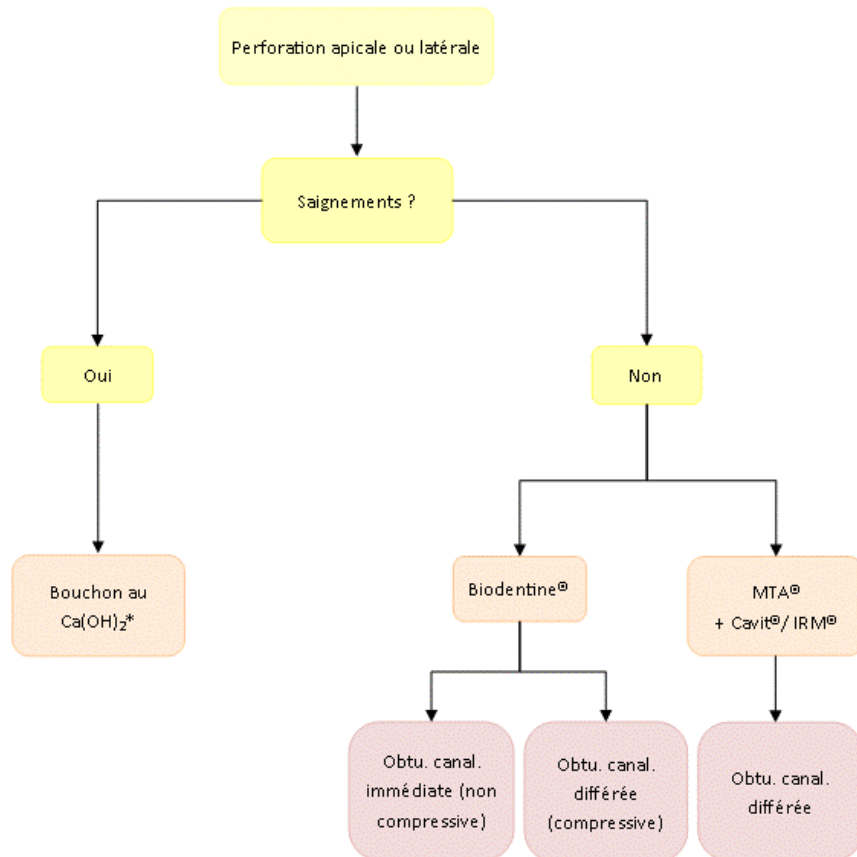 Perforation apicale ou latérale
Saignements ?
Oui
Non
Bouchon au
Ca(OH)₂*
Biodentine®
MTA®
+ Cavit®/ IRM®
Obtu. canal.
immédiate (non
compressive)
Obtu. canal.
différée
(compressive)
Obtu. canal.
différée